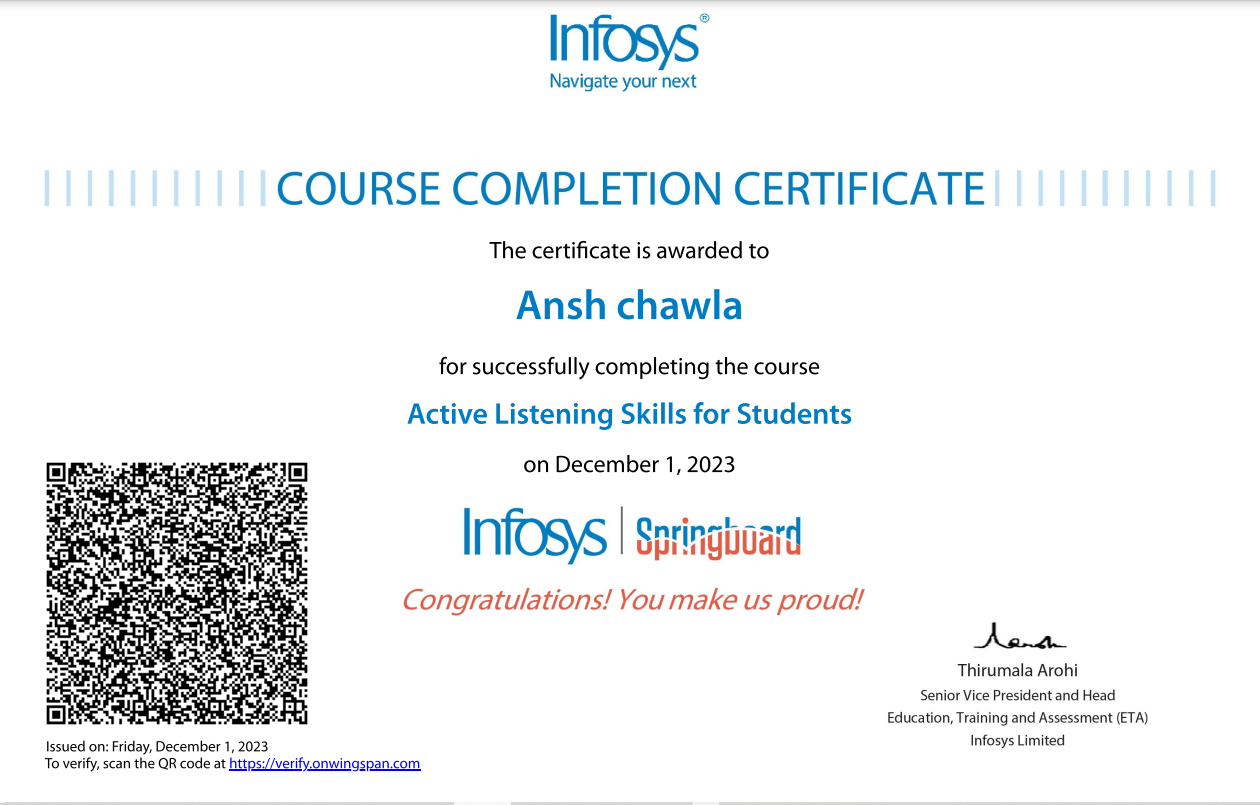 Infosys®
Navigate your next
COURSE COMPLETION CERTIFICATE
The certificate is awarded to
Ansh chawla
for successfully completing the course
Active Listening Skills for Students
on December 1, 2023
Infosys | Springboard
Congratulations! You make us proud!
Thirumala Arohi
Senior Vice President and Head
Education, Training and Assessment (ETA)
Infosys Limited
Issued on: Friday, December 1, 2023
To verify, scan the QR code at https://verify.onwingspan.com